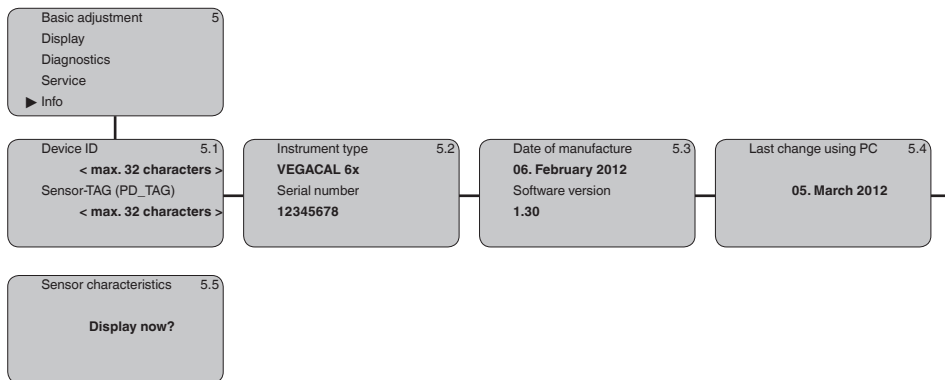 Basic adjustment 5
Display
Diagnostics
Service
▶ Info
Device ID 5.1
< max. 32 characters >
Sensor-TAG (PD_TAG)
< max. 32 characters >
Instrument type 5.2
VEGACAL 6x
Serial number
12345678
Date of manufacture 5.3
06. February 2012
Software version
1.30
Last change using PC 5.4
05. March 2012
Sensor characteristics 5.5
Display now?